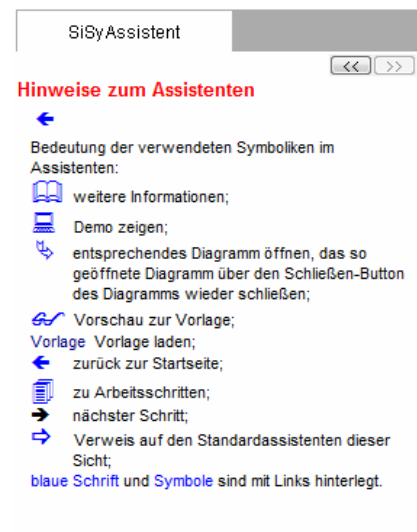 SiSyAssistent
<< >>
Hinweise zum Assistenten
Bedeutung der verwendeten Symboliken im
Assistenten:
weitere Informationen;
Demo zeigen;
entsprechendes Diagramm öffnen, das so
geöffnete Diagramm über den Schließen-Button
des Diagramms wieder schließen;
Vorschau zur Vorlage;
Vorlage Vorlage laden;
zurück zur Startseite;
zu Arbeitsschritten;
nächster Schritt;
Verweis auf den Standardassistenten dieser
Sicht;
blaue Schrift und Symbole sind mit Links hinterlegt.